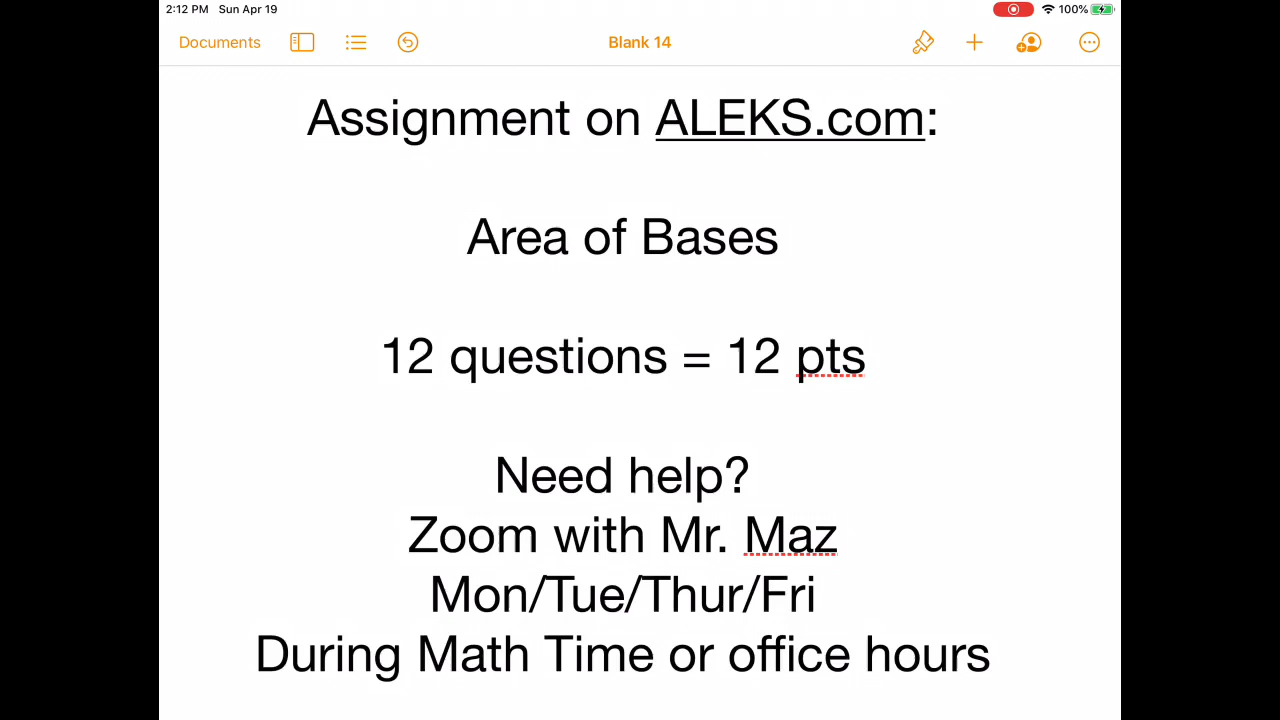 2:12 PM Sun Apr 19 100%
Documents Blank 14
Assignment on ALEKS.com:
Area of Bases
12 questions = 12 pts
Need help?
Zoom with Mr. Maz
Mon/Tue/Thur/Fri
During Math Time or office hours